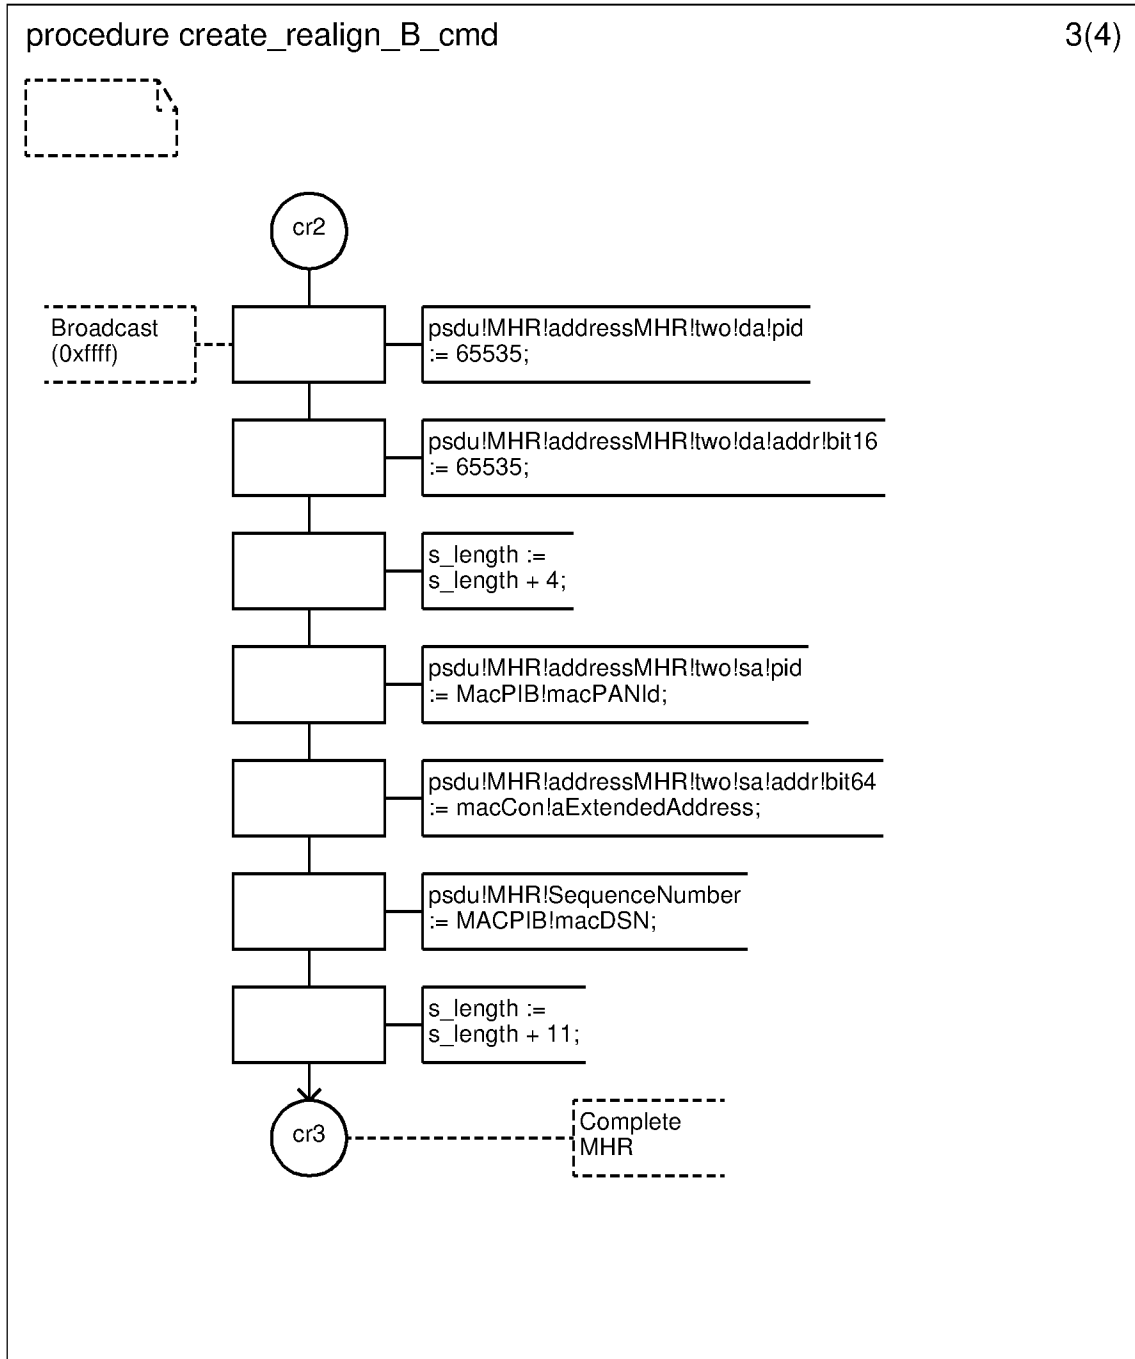 procedure create_realign_B_cmd
3(4)
cr2
Broadcast
(0xffff)
psdu!MHR!addressMHR!two!da!pid
:= 65535;
psdu!MHR!addressMHR!two!da!addr!bit16
:= 65535;
s_length :=
s_length + 4;
psdu!MHR!addressMHR!two!sa!pid
:= MacPIB!macPANId;
psdu!MHR!addressMHR!two!sa!addr!bit64
:= macCon!aExtendedAddress;
psdu!MHR!SequenceNumber
:= MACPIB!macDSN;
s_length :=
s_length + 11;
cr3
Complete
MHR